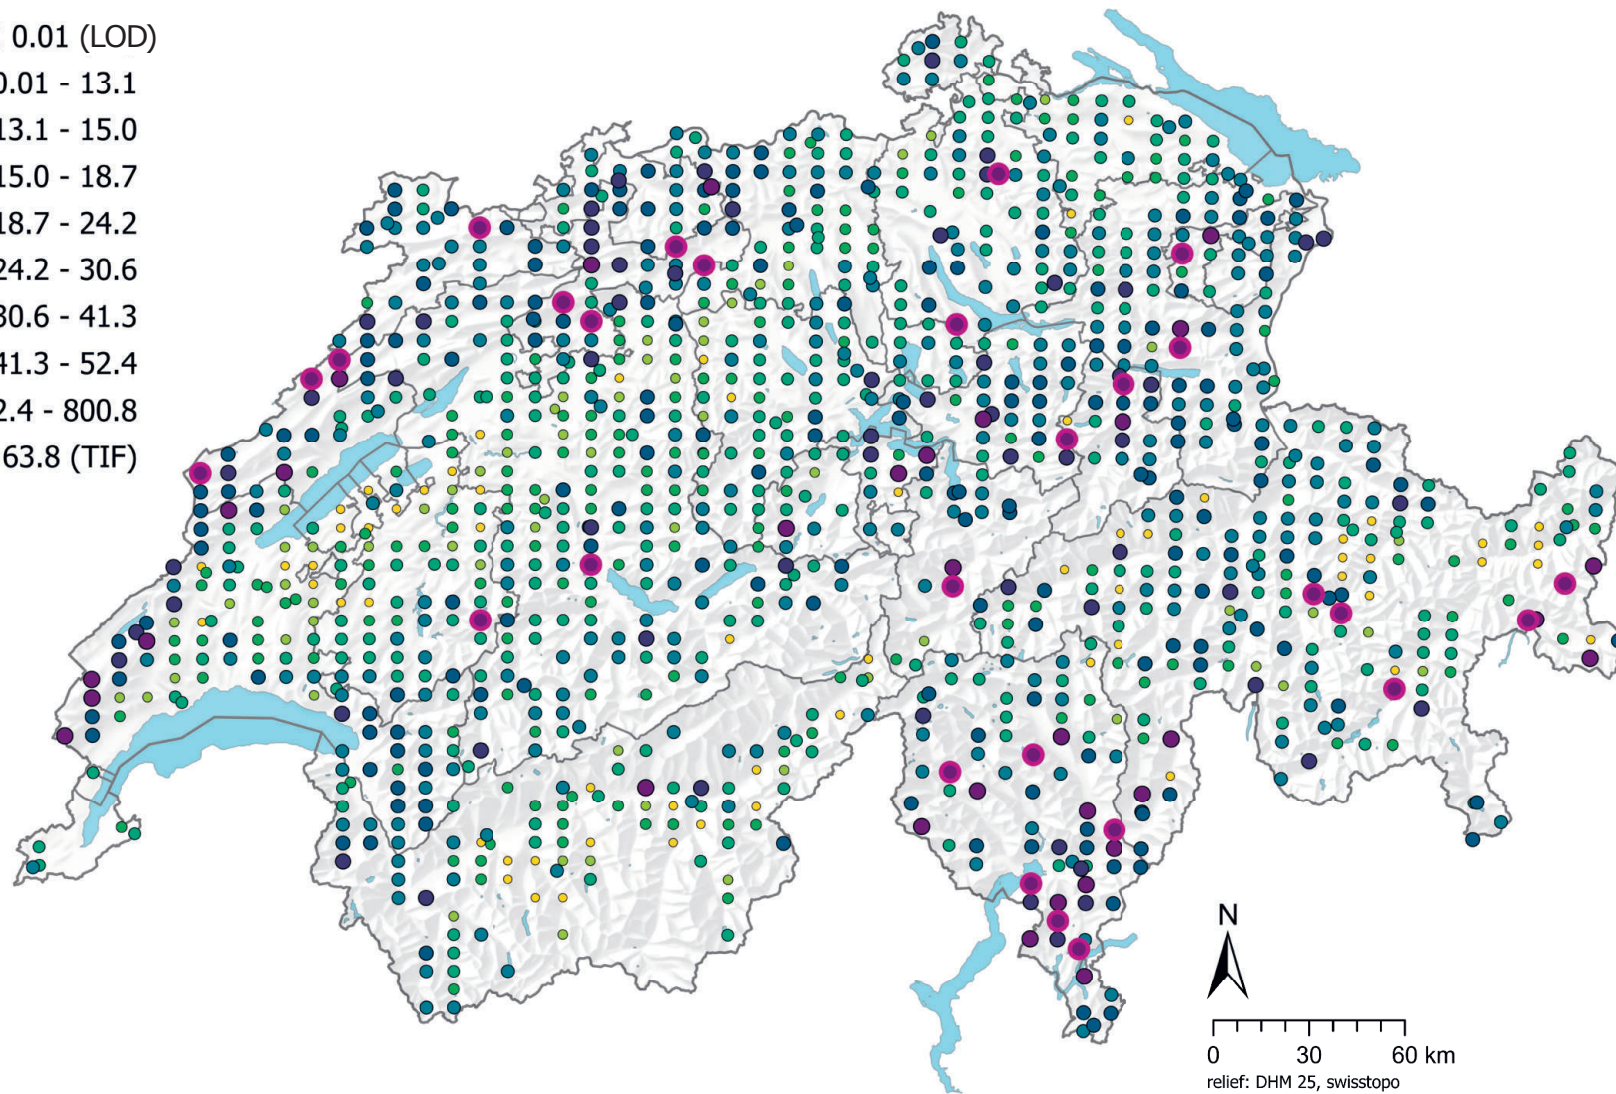 0.01 (LOD)
0.01 - 13.1
13.1 - 15.0
15.0 - 18.7
18.7 - 24.2
24.2 - 30.6
30.6 - 41.3
41.3 - 52.4
2.4 - 800.8
63.8 (TIF)
N
0 30 60 km
relief: DHM 25, swisstopo